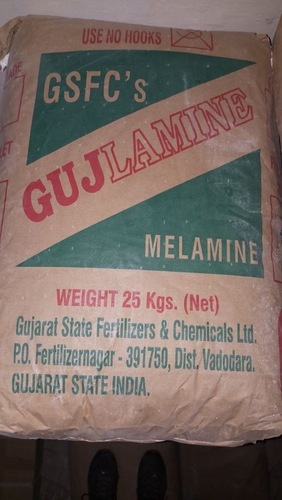 USE NO HOOKS
GSFC's
GUJLAMINE
MELAMINE
WEIGHT 25 Kgs. (Net)
Gujarat State Fertilizers & Chemicals Ltd.
P.O. Fertilizernagar - 391750, Dist. Vadodara.
GUJARAT STATE INDIA.